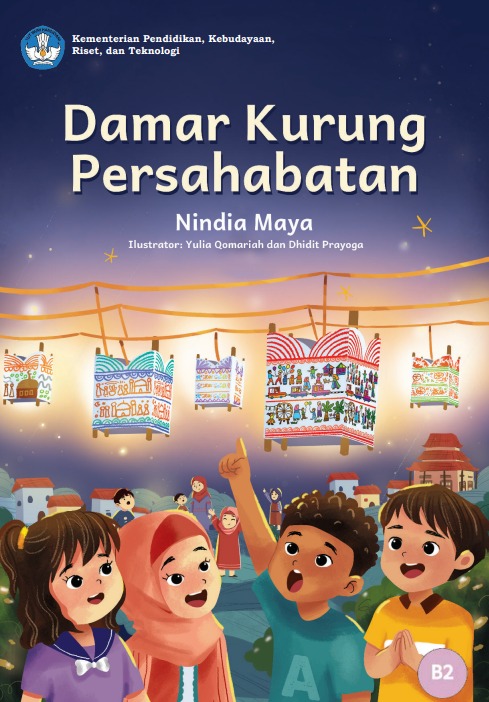 Kementerian Pendidikan, Kebudayaan,
Riset, dan Teknologi
Damar Kurung
Persahabatan
Nindia Maya
Ilustrator: Yulia Qomariah dan Dhidit Prayoga
A
B2